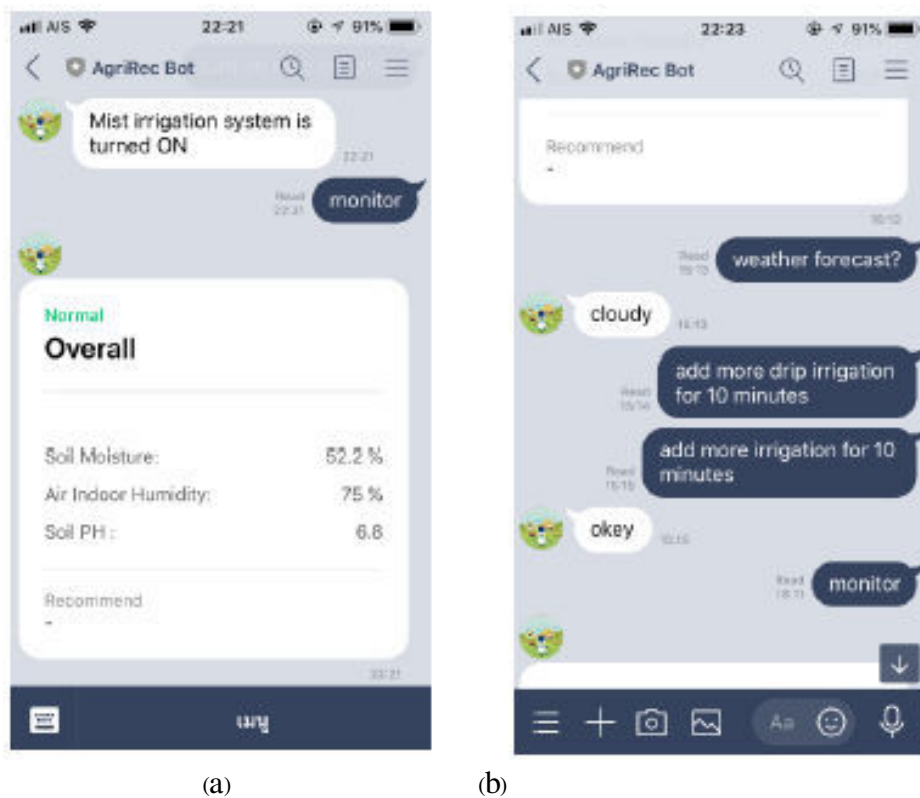 AIS 22:21 91%
AgriRec Bot
Mist irrigation system is
turned ON
22:21
Read
22:21
monitor
Normal
Overall
Soil Moisture: 52.2 %
Air Indoor Humidity: 75 %
Soil PH : 6.8
Recommend
-
22:21
เมนู
(a)
AIS 22:23 91%
AgriRec Bot
Recommend
-
Read
weather forecast?
cloudy
add more drip irrigation
for 10 minutes
Read
add more irrigation for 10
minutes
Read
okey
monitor
Read
Aa
(b)